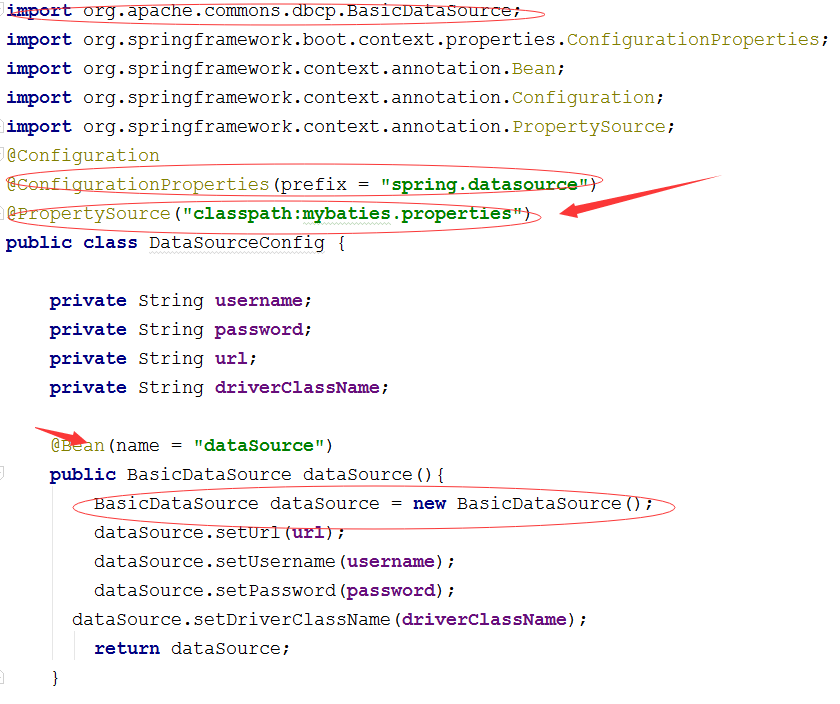 import org.apache.commons.dbcp.BasicDataSource;
import org.springframework.boot.context.properties.ConfigurationProperties;
import org.springframework.context.annotation.Bean;
import org.springframework.context.annotation.Configuration;
import org.springframework.context.annotation.PropertySource;
@Configuration
@ConfigurationProperties(prefix = "spring.datasource")
@PropertySource("classpath:mybaties.properties")
public class DataSourceConfig {
private String username;
private String password;
private String url;
private String driverClassName;
@Bean(name = "dataSource")
public BasicDataSource dataSource(){
BasicDataSource dataSource = new BasicDataSource();
dataSource.setUrl(url);
dataSource.setUsername(username);
dataSource.setPassword(password);
dataSource.setDriverClassName(driverClassName);
return dataSource;
}